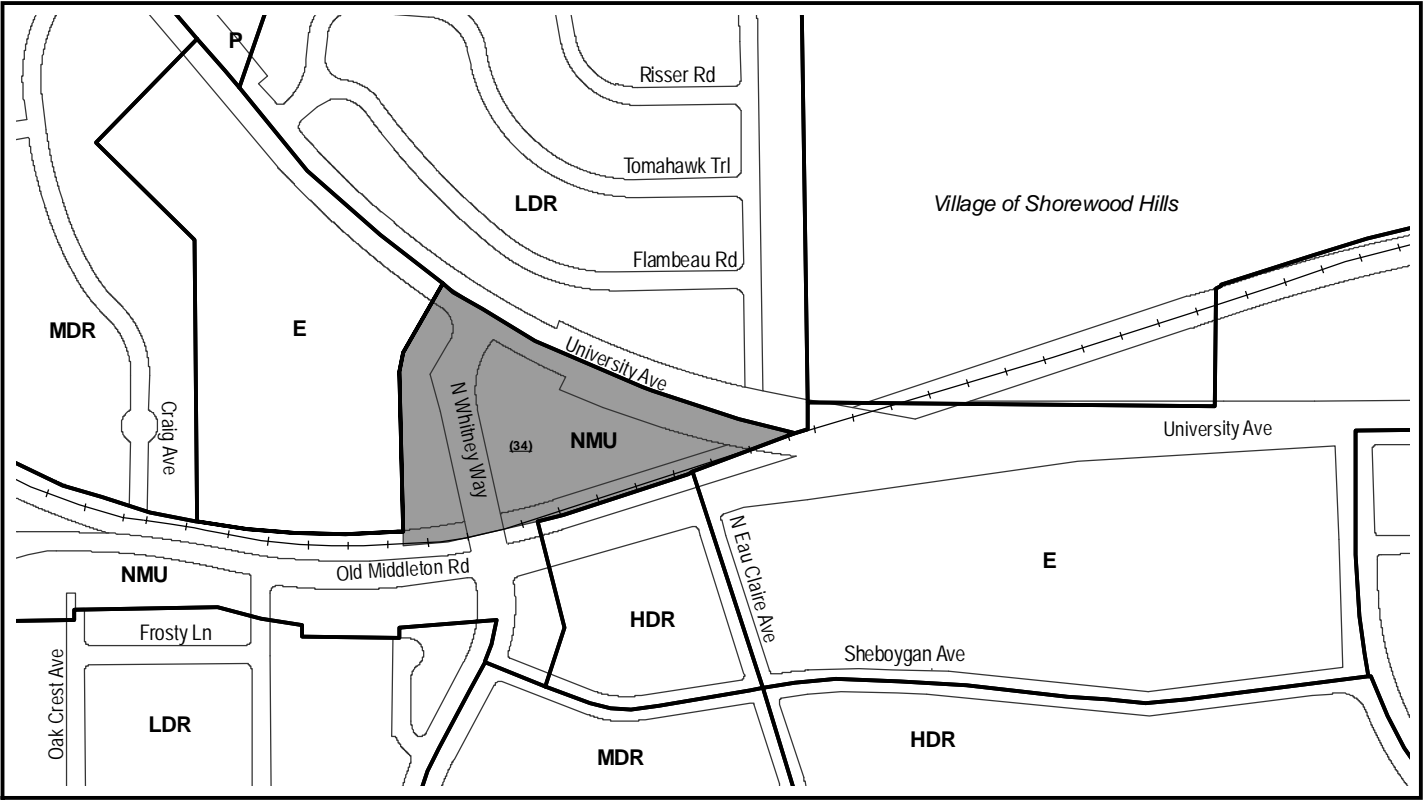 P
Risser Rd
Tomahawk Trl
LDR
Village of Shorewood Hills
Flambeau Rd
MDR
E
University Ave
Craig Ave
N Whitney Way
(34)
NMU
University Ave
N Eau Claire Ave
E
Old Middleton Rd
NMU
HDR
Frosty Ln
Sheboygan Ave
Oak Crest Ave
LDR
MDR
HDR